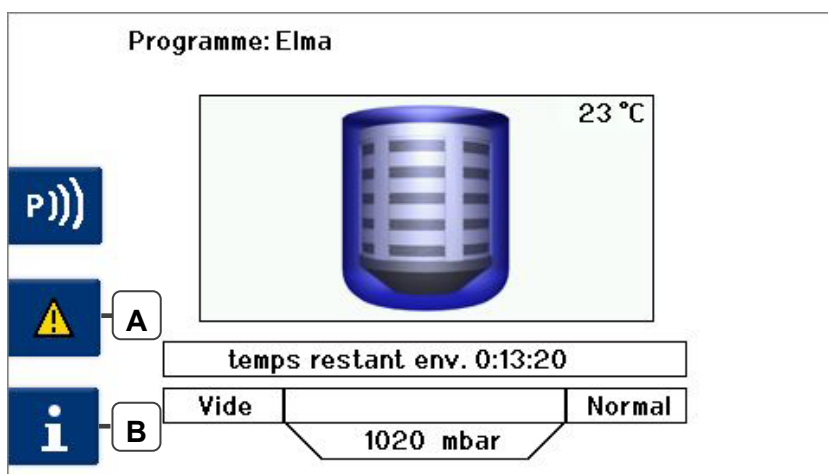 Programme: Elma
23 °C
P)))
A
temps restant env. 0:13:20
Vide
Normal
B
1020 mbar